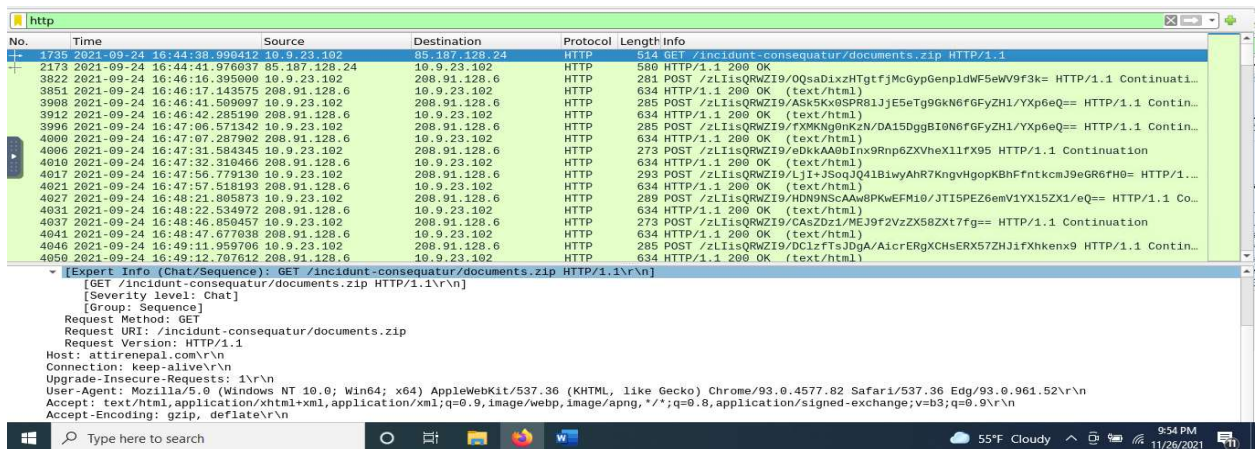 http
No. Time Source Destination Protocol Length Info
1735 2021-09-24 16:44:38.990412 10.9.23.102 85.187.128.24 HTTP 514 GET /incidunt-consequatur/documents.zip HTTP/1.1
2173 2021-09-24 16:44:41.976037 85.187.128.24 10.9.23.102 HTTP 580 HTTP/1.1 200 OK
3822 2021-09-24 16:46:16.395000 10.9.23.102 208.91.128.6 HTTP 281 POST /zLIisQRWZI9/OQsaDixzHTgtfjMcGypGenpldWF5eWV9f3k= HTTP/1.1 Continuati…
3851 2021-09-24 16:46:17.143575 208.91.128.6 10.9.23.102 HTTP 634 HTTP/1.1 200 OK (text/html)
3908 2021-09-24 16:46:41.509097 10.9.23.102 208.91.128.6 HTTP 285 POST /zLIisQRWZI9/ASk5Kx0SPR8lJjE5eTg9GkN6fGFyZHl/YXp6eQ== HTTP/1.1 Contin…
3912 2021-09-24 16:46:42.285190 208.91.128.6 10.9.23.102 HTTP 634 HTTP/1.1 200 OK (text/html)
3996 2021-09-24 16:47:06.571342 10.9.23.102 208.91.128.6 HTTP 285 POST /zLIisQRWZI9/fXMKNg0nKzN/DA15DggBI0N6fGFyZHl/YXp6eQ== HTTP/1.1 Contin…
4000 2021-09-24 16:47:07.287902 208.91.128.6 10.9.23.102 HTTP 634 HTTP/1.1 200 OK (text/html)
4006 2021-09-24 16:47:31.584345 10.9.23.102 208.91.128.6 HTTP 273 POST /zLIisQRWZI9/eDkkAA0bInx9Rnp6ZXVheXllfX95 HTTP/1.1 Continuation
4010 2021-09-24 16:47:32.310466 208.91.128.6 10.9.23.102 HTTP 634 HTTP/1.1 200 OK (text/html)
4017 2021-09-24 16:47:56.779130 10.9.23.102 208.91.128.6 HTTP 293 POST /zLIisQRWZI9/LjI+JSoqJQ4lBiwyAhR7KngvHgopKBhFfntkcmJ9eGR6fH0= HTTP/1.…
4021 2021-09-24 16:47:57.518193 208.91.128.6 10.9.23.102 HTTP 634 HTTP/1.1 200 OK (text/html)
4027 2021-09-24 16:48:21.805873 10.9.23.102 208.91.128.6 HTTP 289 POST /zLIisQRWZI9/HDN9NScAAw8PKwEFMi0/JTI5PEZ6emV1YXl5ZX1/eQ== HTTP/1.1 Co…
4031 2021-09-24 16:48:22.534972 208.91.128.6 10.9.23.102 HTTP 634 HTTP/1.1 200 OK (text/html)
4037 2021-09-24 16:48:46.850457 10.9.23.102 208.91.128.6 HTTP 273 POST /zLIisQRWZI9/CAsZDz1/MEJ9f2VzZX58ZXt7fg== HTTP/1.1 Continuation
4041 2021-09-24 16:48:47.677038 208.91.128.6 10.9.23.102 HTTP 634 HTTP/1.1 200 OK (text/html)
4046 2021-09-24 16:49:11.959706 10.9.23.102 208.91.128.6 HTTP 285 POST /zLIisQRWZI9/DClzfTsJDgA/AicrERgXCHsERX57ZHJifXhkenx9 HTTP/1.1 Contin…
4050 2021-09-24 16:49:12.707612 208.91.128.6 10.9.23.102 HTTP 634 HTTP/1.1 200 OK (text/html)
[Expert Info (Chat/Sequence): GET /incidunt-consequatur/documents.zip HTTP/1.1\r\n]
[GET /incidunt-consequatur/documents.zip HTTP/1.1\r\n]
[Severity level: Chat]
[Group: Sequence]
Request Method: GET
Request URI: /incidunt-consequatur/documents.zip
Request Version: HTTP/1.1
Host: attirenepal.com\r\n
Connection: keep-alive\r\n
Upgrade-Insecure-Requests: 1\r\n
User-Agent: Mozilla/5.0 (Windows NT 10.0; Win64; x64) AppleWebKit/537.36 (KHTML, like Gecko) Chrome/93.0.4577.82 Safari/537.36 Edg/93.0.961.52\r\n
Accept: text/html,application/xhtml+xml,application/xml;q=0.9,image/webp,image/apng,*/*;q=0.8,application/signed-exchange;v=b3;q=0.9\r\n
Accept-Encoding: gzip, deflate\r\n
Type here to search
55°F Cloudy
9:54 PM
11/26/2021